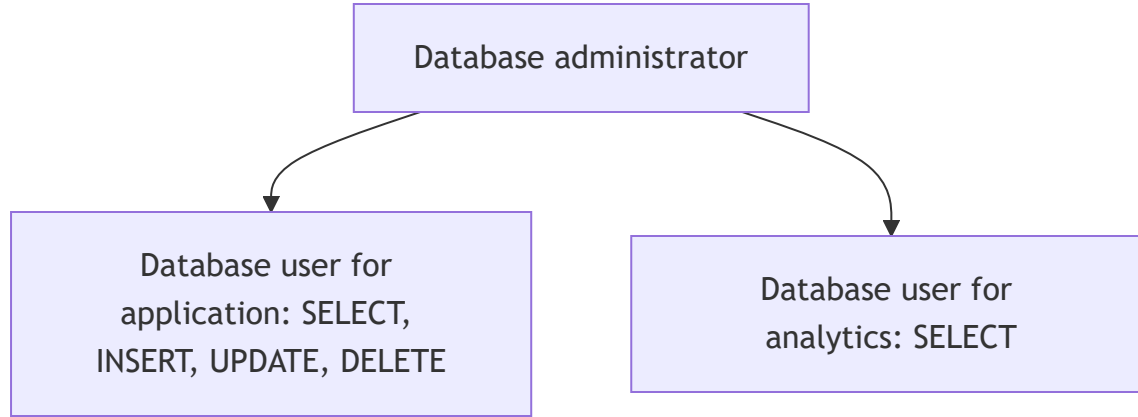 Database administrator
Database user for
application: SELECT,
INSERT, UPDATE, DELETE
Database user for
analytics: SELECT